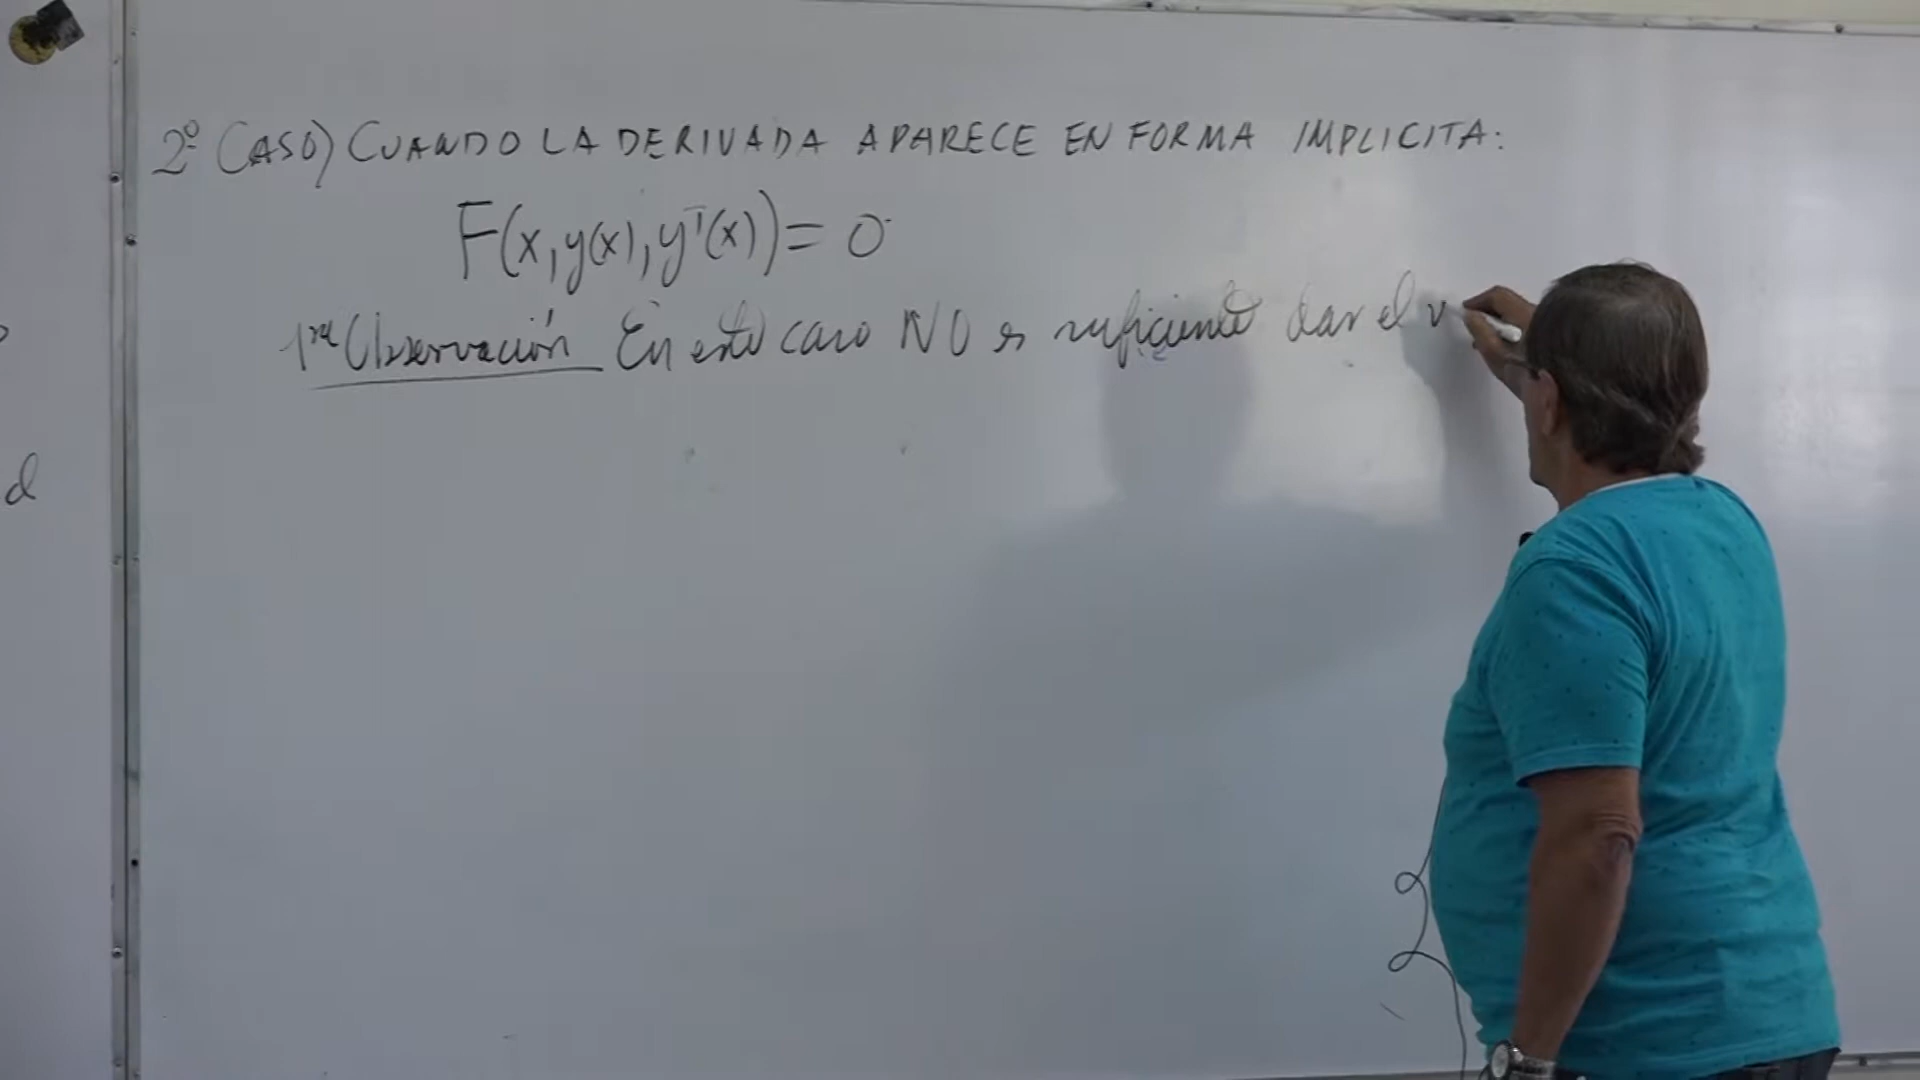 2º CASO) CUANDO LA DERIVADA APARECE EN FORMA IMPLICITA:
F(x, y(x), y'(x)) = 0
1ra Observación En este caso NO es suficiente dar el v
d